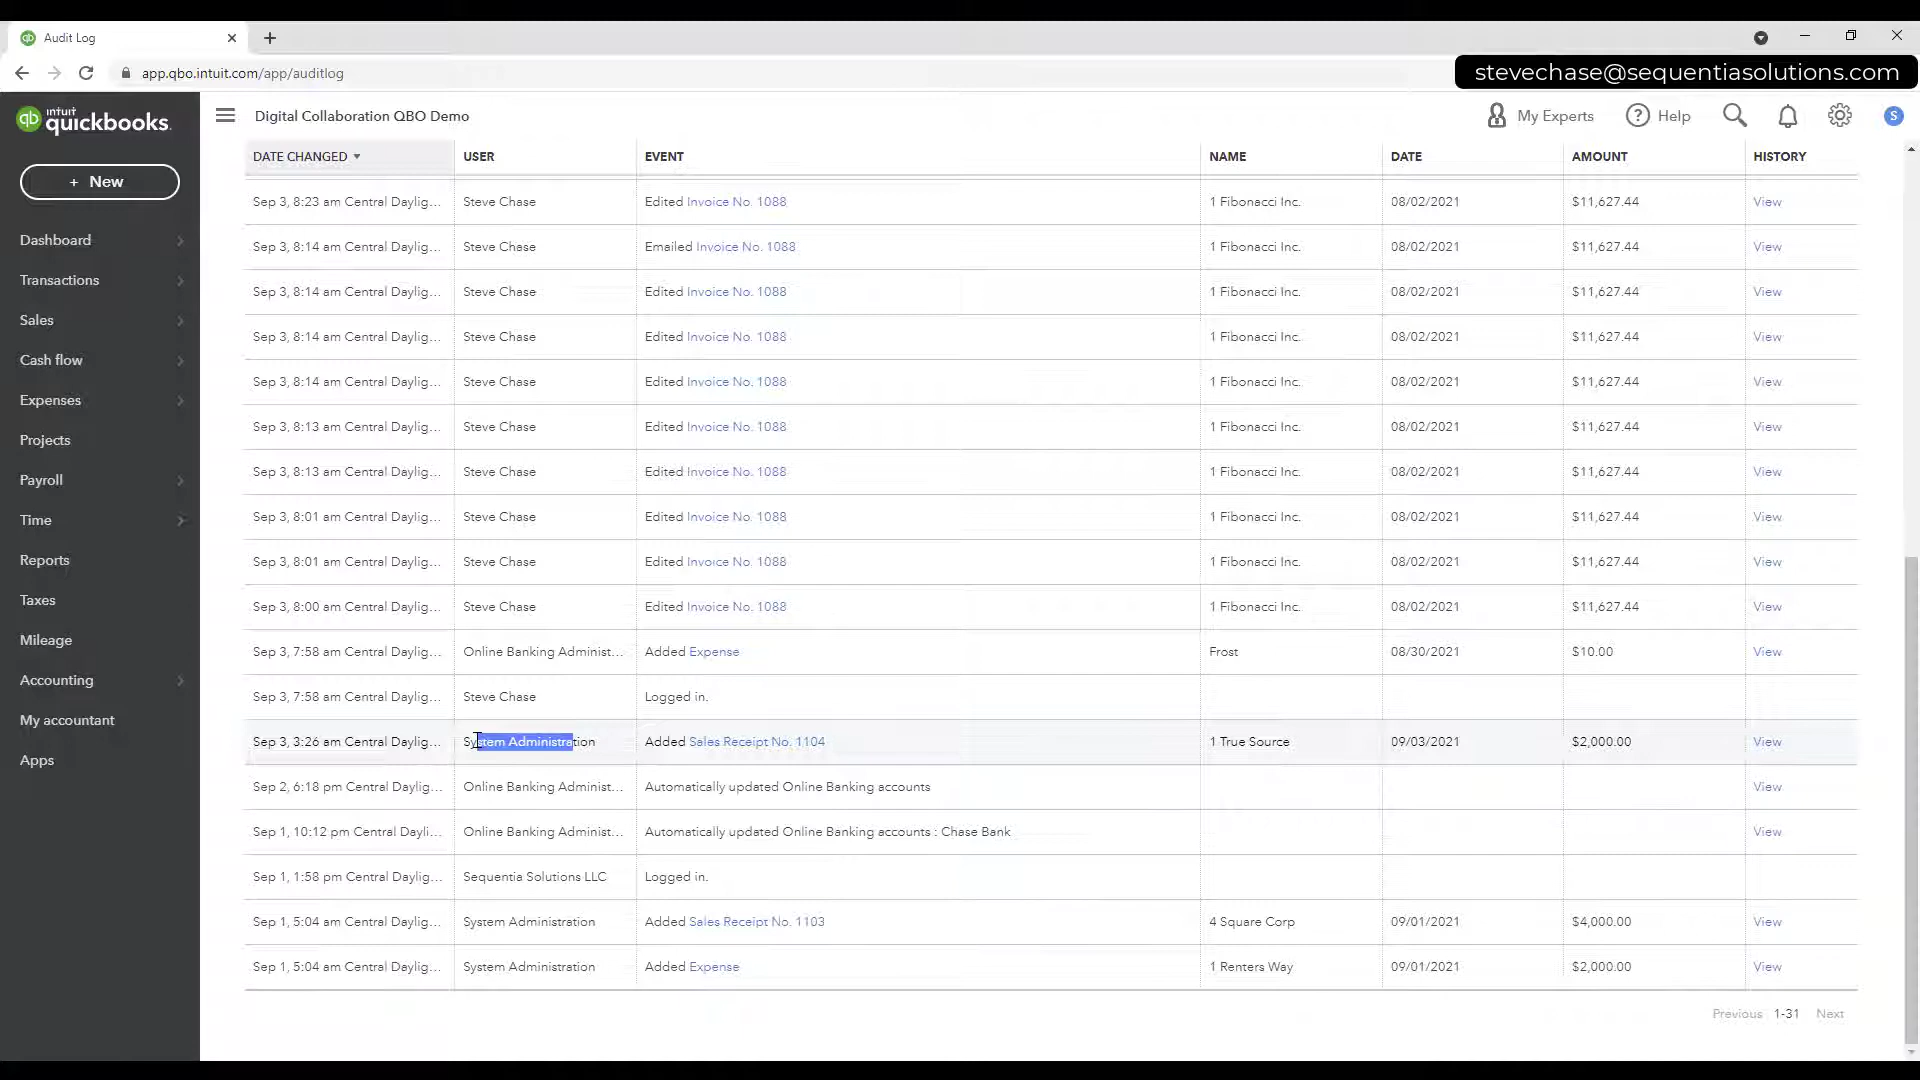 Audit Log
app.qbo.intuit.com/app/auditlog
stevechase@sequentiasolutions.com
intuit
quickbooks.
qb
Digital Collaboration QBO Demo
My Experts
Help
S
+ New
Dashboard
Transactions
Sales
Cash flow
Expenses
Projects
Payroll
Time
Reports
Taxes
Mileage
Accounting
My accountant
Apps
DATE CHANGED USER EVENT NAME DATE AMOUNT HISTORY
Sep 3, 8:23 am Central Daylig... Steve Chase Edited Invoice No. 1088 1 Fibonacci Inc. 08/02/2021 $11,627.44 View
Sep 3, 8:14 am Central Daylig... Steve Chase Emailed Invoice No. 1088 1 Fibonacci Inc. 08/02/2021 $11,627.44 View
Sep 3, 8:14 am Central Daylig... Steve Chase Edited Invoice No. 1088 1 Fibonacci Inc. 08/02/2021 $11,627.44 View
Sep 3, 8:14 am Central Daylig... Steve Chase Edited Invoice No. 1088 1 Fibonacci Inc. 08/02/2021 $11,627.44 View
Sep 3, 8:14 am Central Daylig... Steve Chase Edited Invoice No. 1088 1 Fibonacci Inc. 08/02/2021 $11,627.44 View
Sep 3, 8:13 am Central Daylig... Steve Chase Edited Invoice No. 1088 1 Fibonacci Inc. 08/02/2021 $11,627.44 View
Sep 3, 8:13 am Central Daylig... Steve Chase Edited Invoice No. 1088 1 Fibonacci Inc. 08/02/2021 $11,627.44 View
Sep 3, 8:01 am Central Daylig... Steve Chase Edited Invoice No. 1088 1 Fibonacci Inc. 08/02/2021 $11,627.44 View
Sep 3, 8:01 am Central Daylig... Steve Chase Edited Invoice No. 1088 1 Fibonacci Inc. 08/02/2021 $11,627.44 View
Sep 3, 8:00 am Central Daylig... Steve Chase Edited Invoice No. 1088 1 Fibonacci Inc. 08/02/2021 $11,627.44 View
Sep 3, 7:58 am Central Daylig... Online Banking Administ... Added Expense Frost 08/30/2021 $10.00 View
Sep 3, 7:58 am Central Daylig... Steve Chase Logged in.
Sep 3, 3:26 am Central Daylig... System Administration Added Sales Receipt No. 1104 1 True Source 09/03/2021 $2,000.00 View
Sep 2, 6:18 pm Central Daylig... Online Banking Administ... Automatically updated Online Banking accounts View
Sep 1, 10:12 pm Central Dayli... Online Banking Administ... Automatically updated Online Banking accounts : Chase Bank View
Sep 1, 1:58 pm Central Daylig... Sequentia Solutions LLC Logged in.
Sep 1, 5:04 am Central Daylig... System Administration Added Sales Receipt No. 1103 4 Square Corp 09/01/2021 $4,000.00 View
Sep 1, 5:04 am Central Daylig... System Administration Added Expense 1 Renters Way 09/01/2021 $2,000.00 View
Previous 1-31 Next